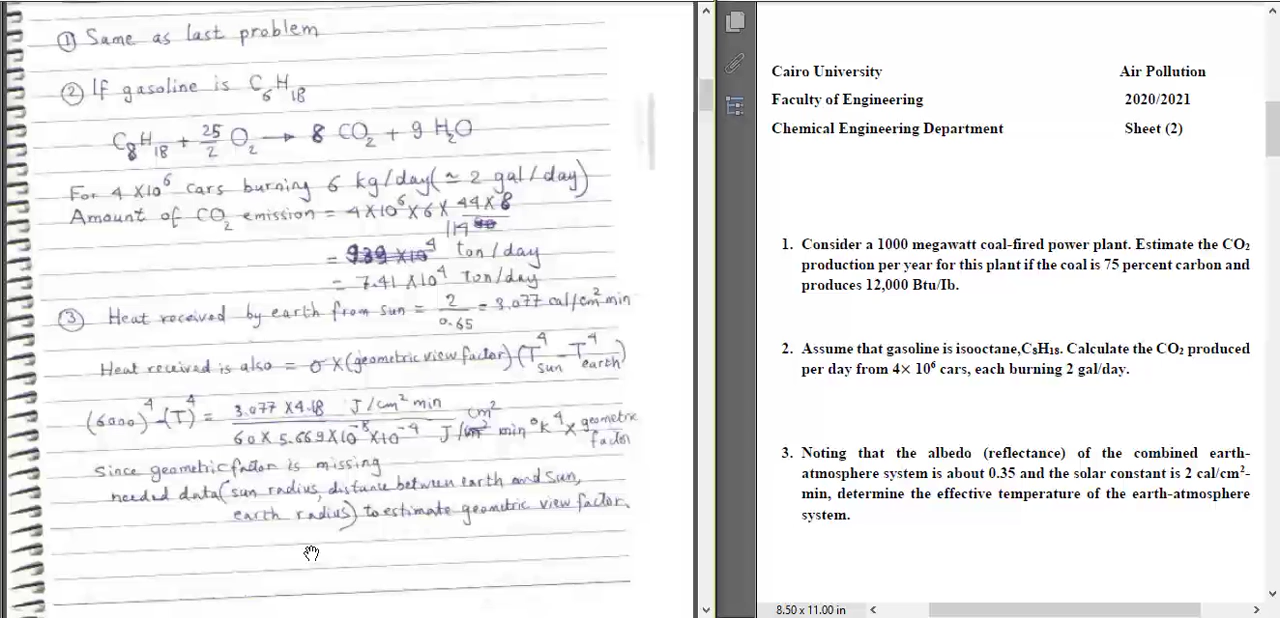 ① Same as last problem
② If gasoline is C6H18
C8H18 + 25/2 O2 → 8 CO2 + 9 H2O
For 4 X10^6 cars burning 6 kg/day(≃ 2 gal/day)
Amount of CO2 emission = 4X10^6 X 6 X 44 X 8 / 114
= 939 X10^4 ton/day
= 7.41 X10^4 ton/day
③ Heat received by earth from sun = 2/0.65 = 3.077 cal/cm² min
Heat received is also = σ X (geometric view factor) (T^4 sun - T^4 earth)
(6000)^4 - (T)^4 = 3.077 X4.18 J/cm² min / 60 X 5.669X10^-8 X10^-4 J/cm² min °K^4 X geometric factor
Since geometric factor is missing
needed data (sun radius, distance between earth and sun,
earth radius) to estimate geometric view factor.
Cairo University Air Pollution
Faculty of Engineering 2020/2021
Chemical Engineering Department Sheet (2)
1. Consider a 1000 megawatt coal-fired power plant. Estimate the CO2
production per year for this plant if the coal is 75 percent carbon and
produces 12,000 Btu/Ib.
2. Assume that gasoline is isooctane,C8H18. Calculate the CO2 produced
per day from 4× 10^6 cars, each burning 2 gal/day.
3. Noting that the albedo (reflectance) of the combined earth-
atmosphere system is about 0.35 and the solar constant is 2 cal/cm²-
min, determine the effective temperature of the earth-atmosphere
system.
8.50 x 11.00 in